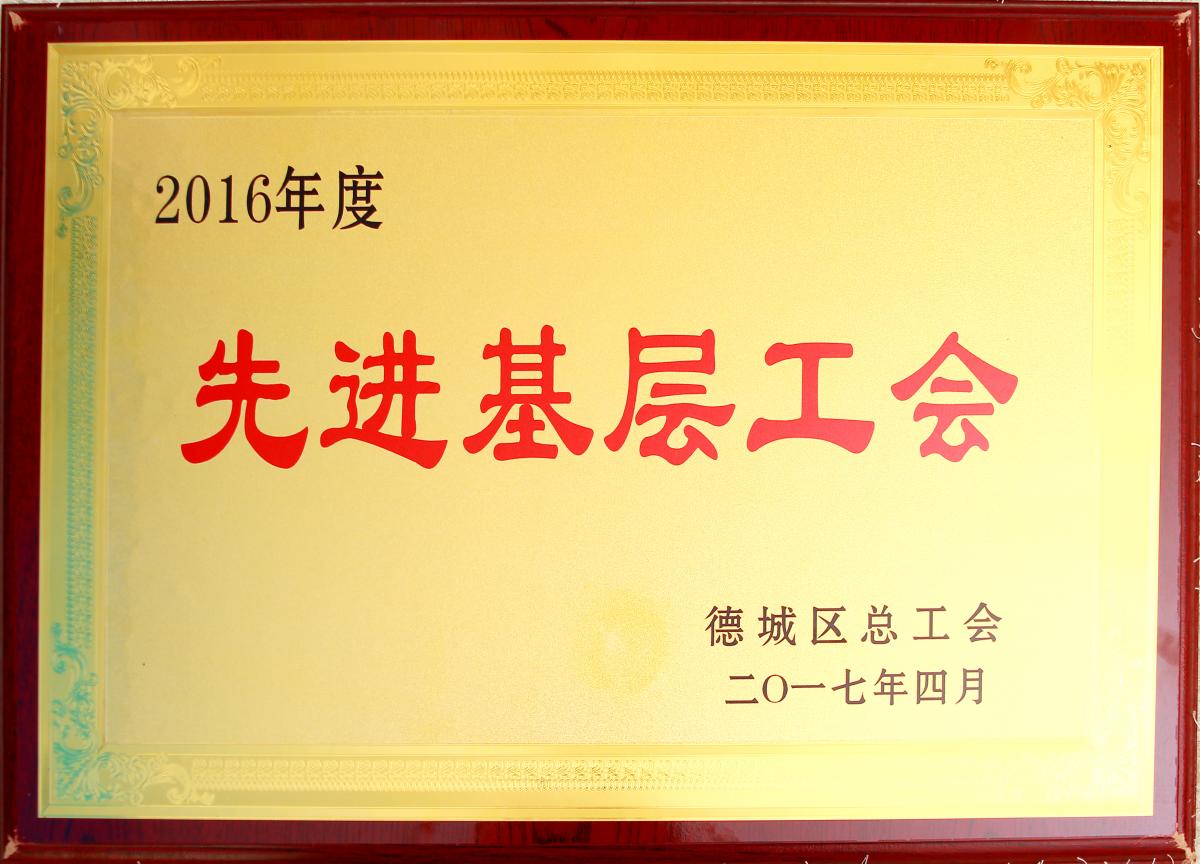 2016年度
先进基层工会
德城区总工会
二〇一七年四月